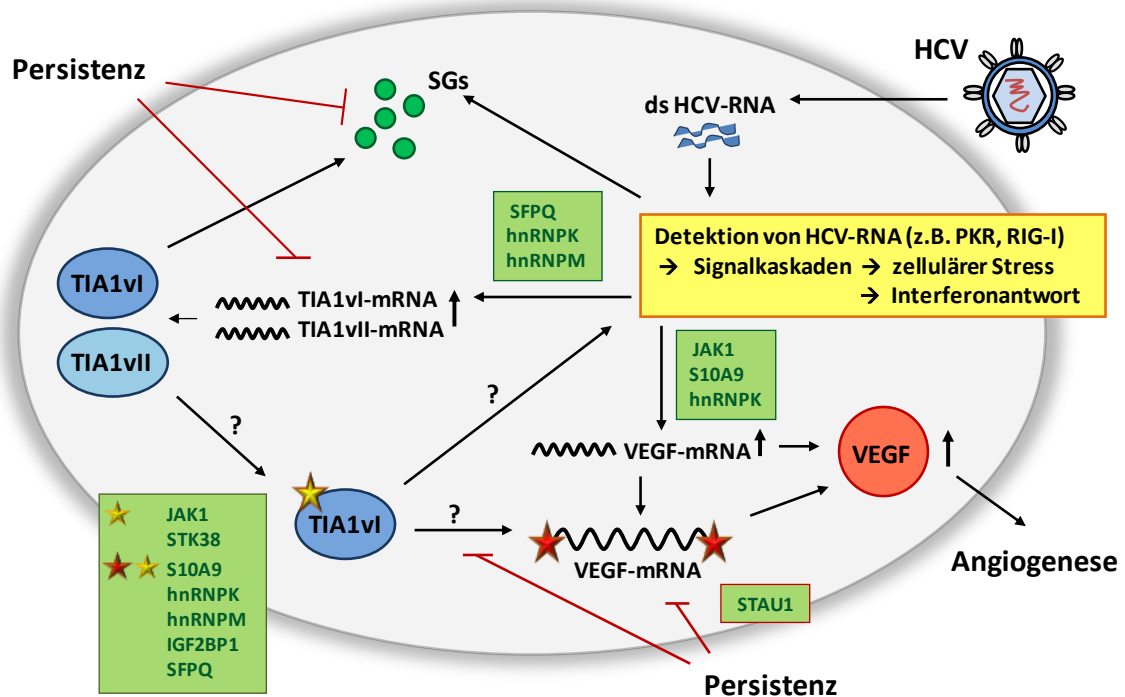 HCV
Persistenz
SGs
ds HCV-RNA
SFPQ
hnRNPK
hnRNPM
Detektion von HCV-RNA (z.B. PKR, RIG-I)
→ Signalkaskaden → zellulärer Stress
→ Interferonantwort
TIA1vI
TIA1vI-mRNA
TIA1vII-mRNA
TIA1vII
JAK1
S10A9
hnRNPK
?
?
VEGF-mRNA
VEGF
TIA1vI
?
VEGF-mRNA
Angiogenese
JAK1
STK38
S10A9
hnRNPK
hnRNPM
IGF2BP1
SFPQ
STAU1
Persistenz